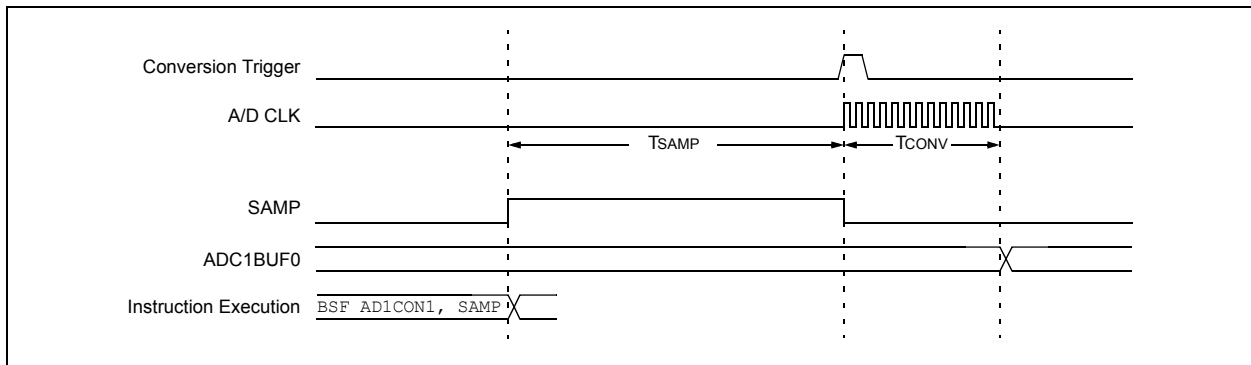 Conversion Trigger
A/D CLK
TSAMP
TCONV
SAMP
ADC1BUF0
Instruction Execution
BSF AD1CON1, SAMP